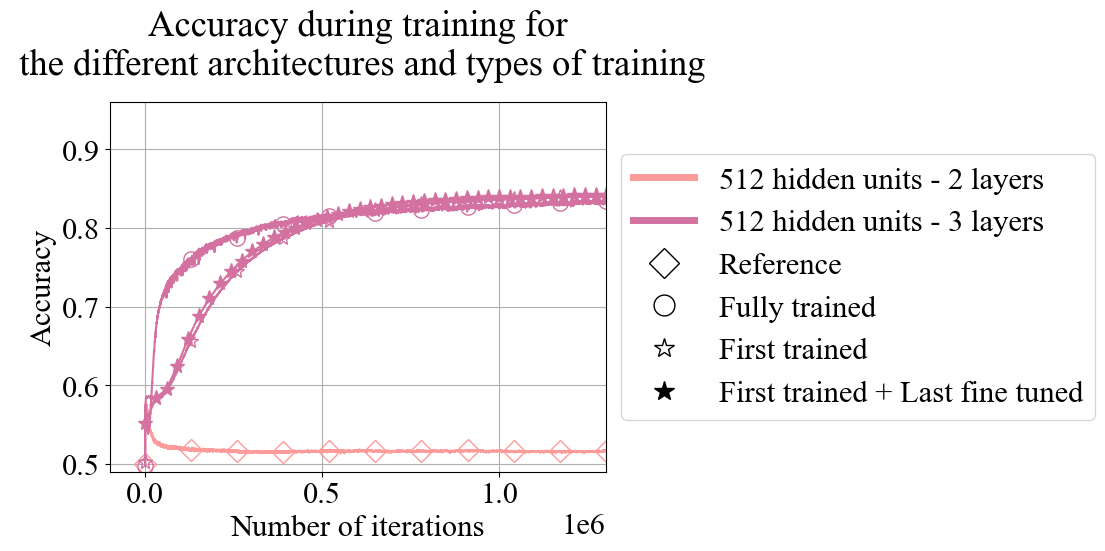 Accuracy during training for
the different architectures and types of training
0.9
0.8
0.7
0.6
0.5
Accuracy
0.0
0.5
1.0
Number of iterations
1e6
512 hidden units - 2 layers
512 hidden units - 3 layers
Reference
Fully trained
First trained
First trained + Last fine tuned